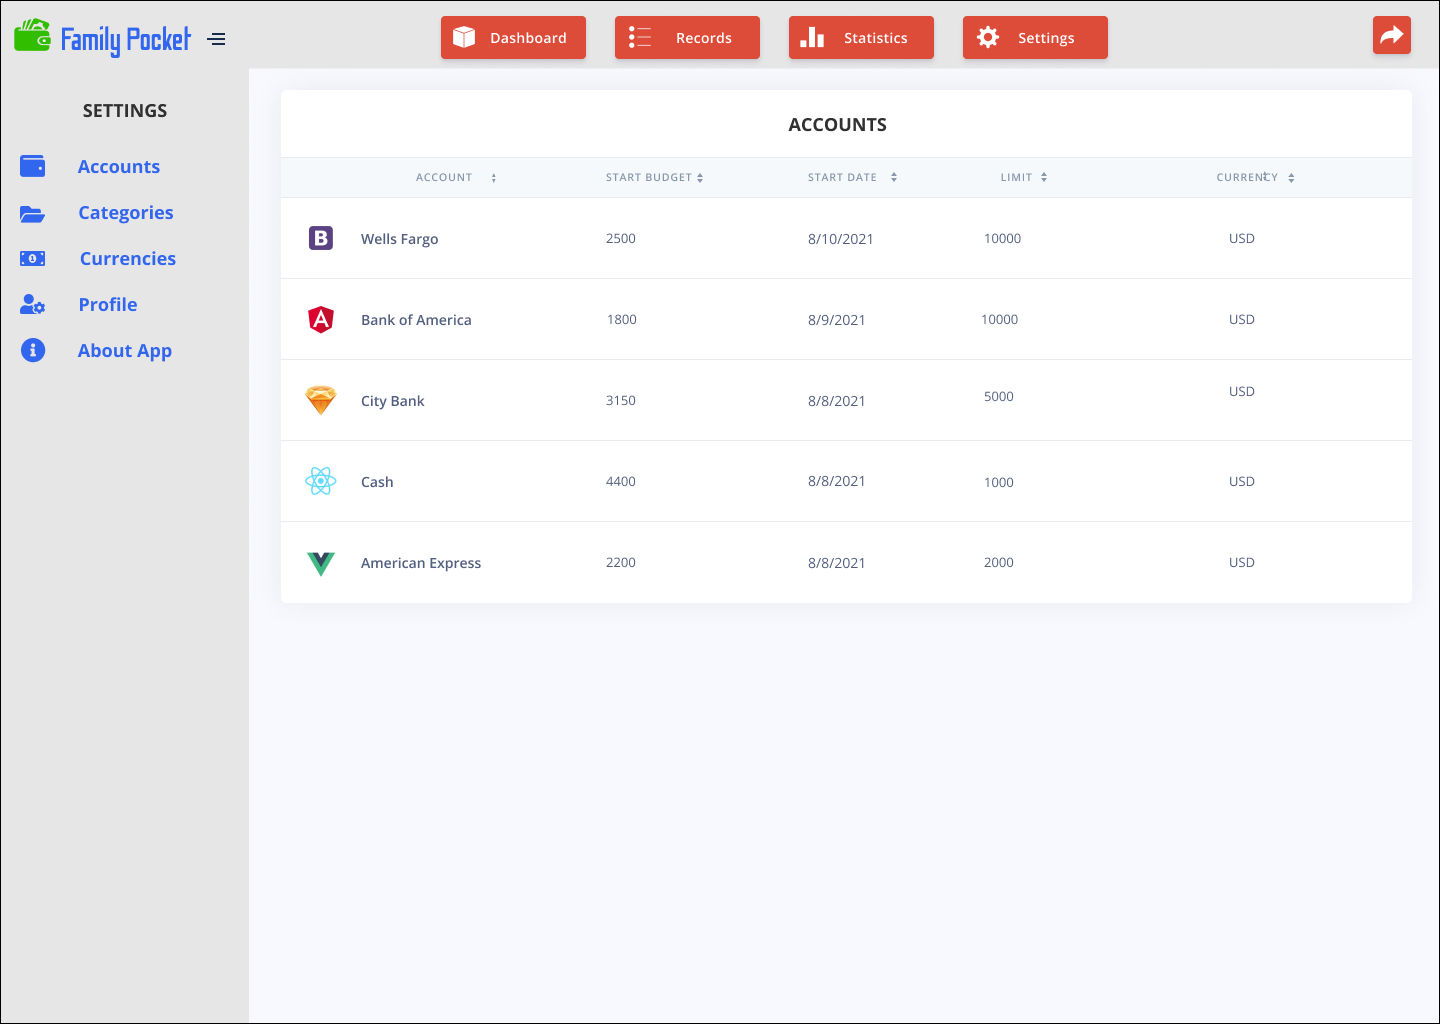 Family Pocket
Dashboard Records Statistics Settings
SETTINGS
Accounts
Categories
Currencies
Profile
About App
ACCOUNTS
ACCOUNT START BUDGET START DATE LIMIT CURRENCY
B Wells Fargo 2500 8/10/2021 10000 USD
A Bank of America 1800 8/9/2021 10000 USD
City Bank 3150 8/8/2021 5000 USD
Cash 4400 8/8/2021 1000 USD
American Express 2200 8/8/2021 2000 USD